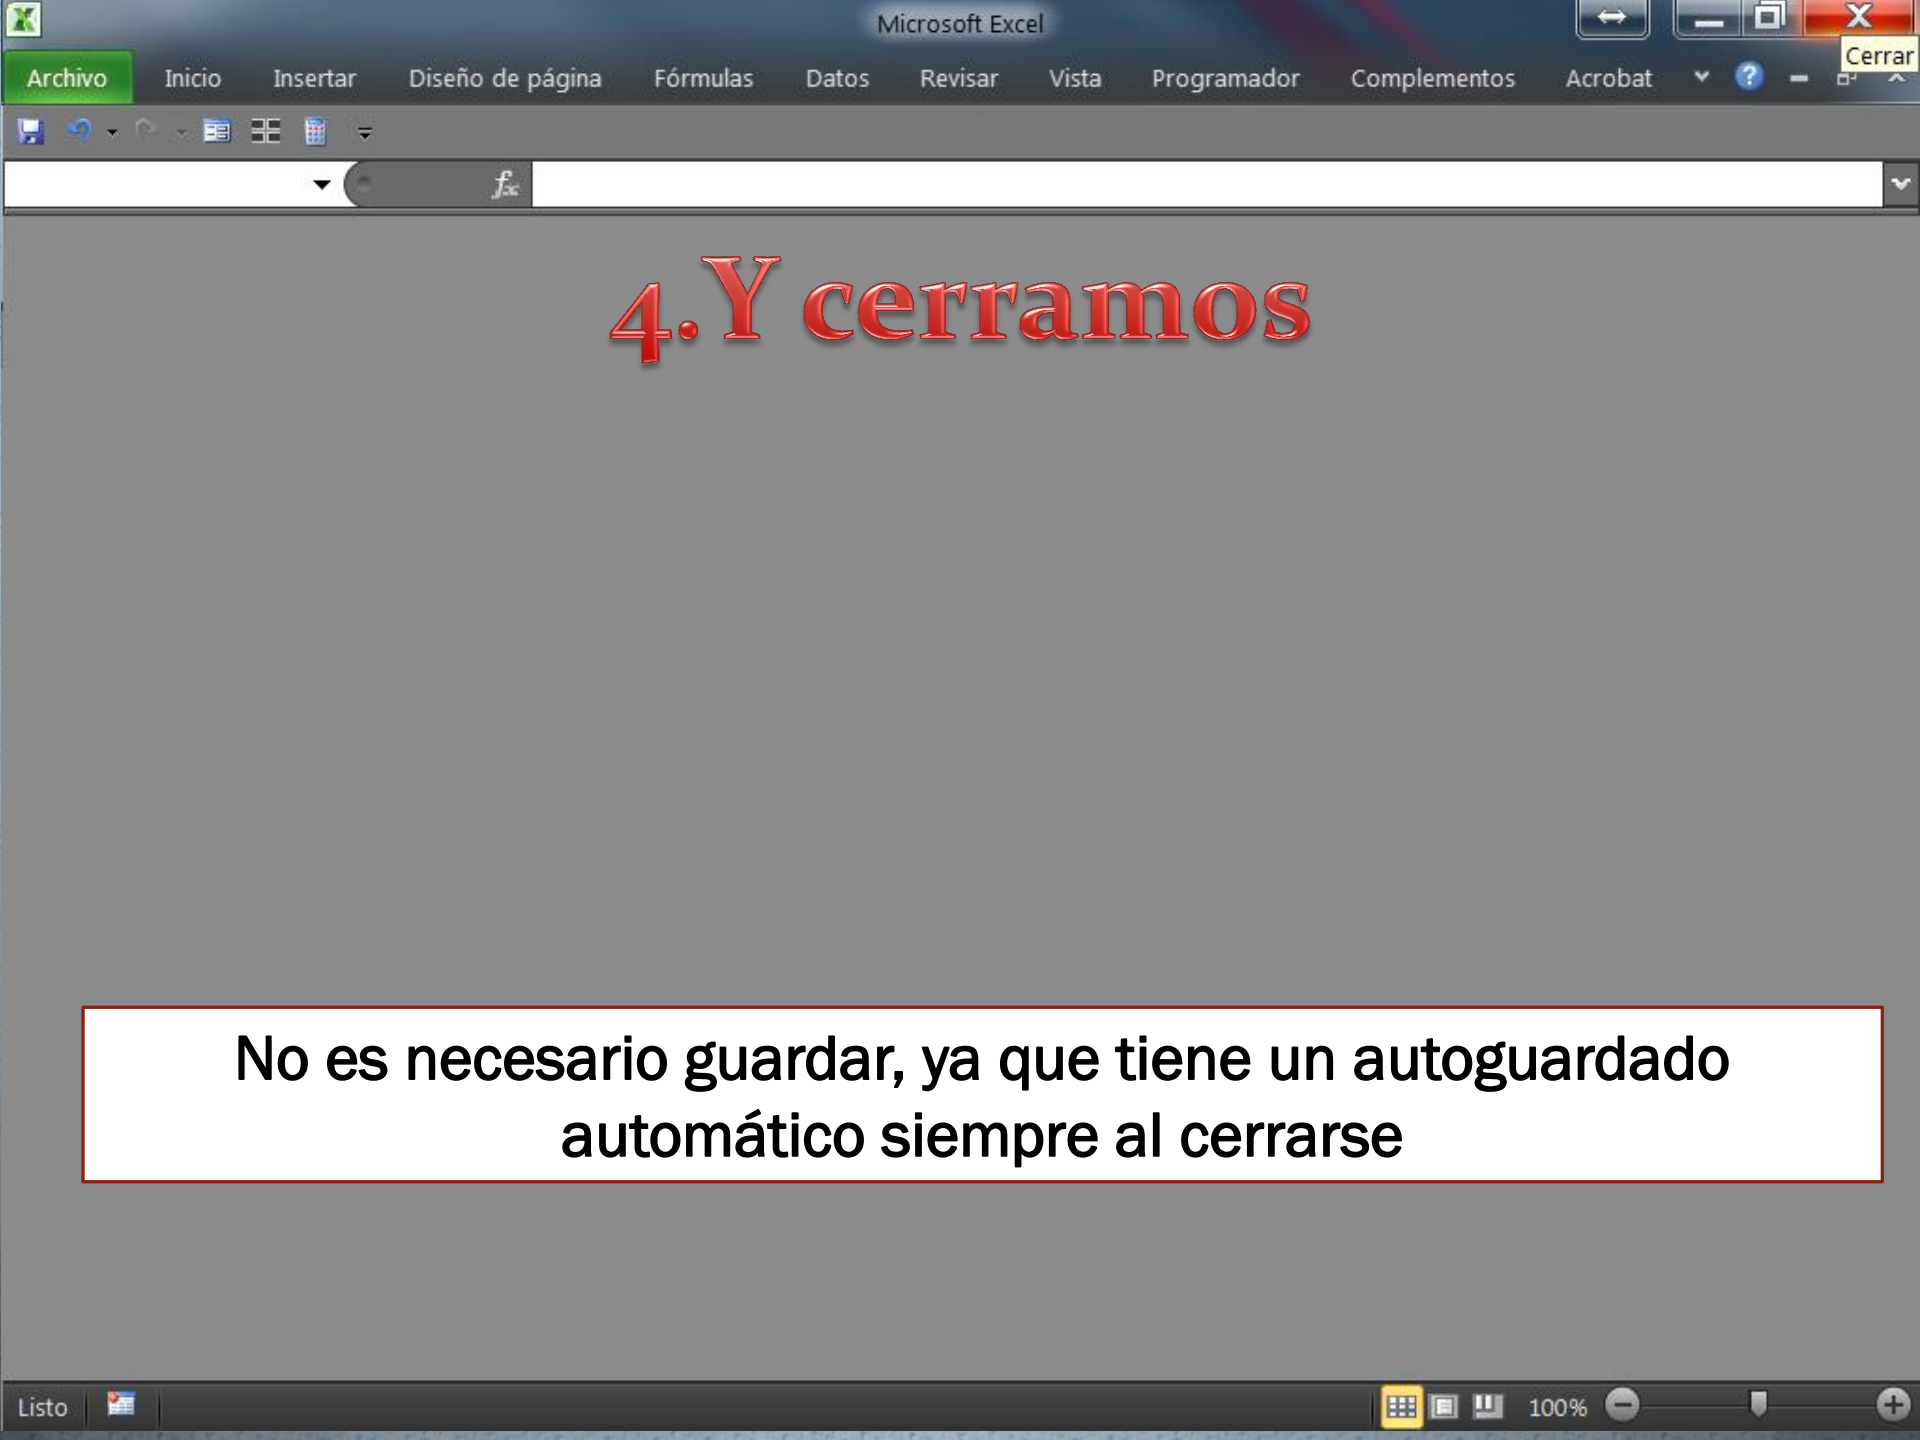 Microsoft Excel
Cerrar
Archivo Inicio Insertar Diseño de página Fórmulas Datos Revisar Vista Programador Complementos Acrobat
fx
4.Y cerramos
No es necesario guardar, ya que tiene un autoguardado
automático siempre al cerrarse
Listo 100%